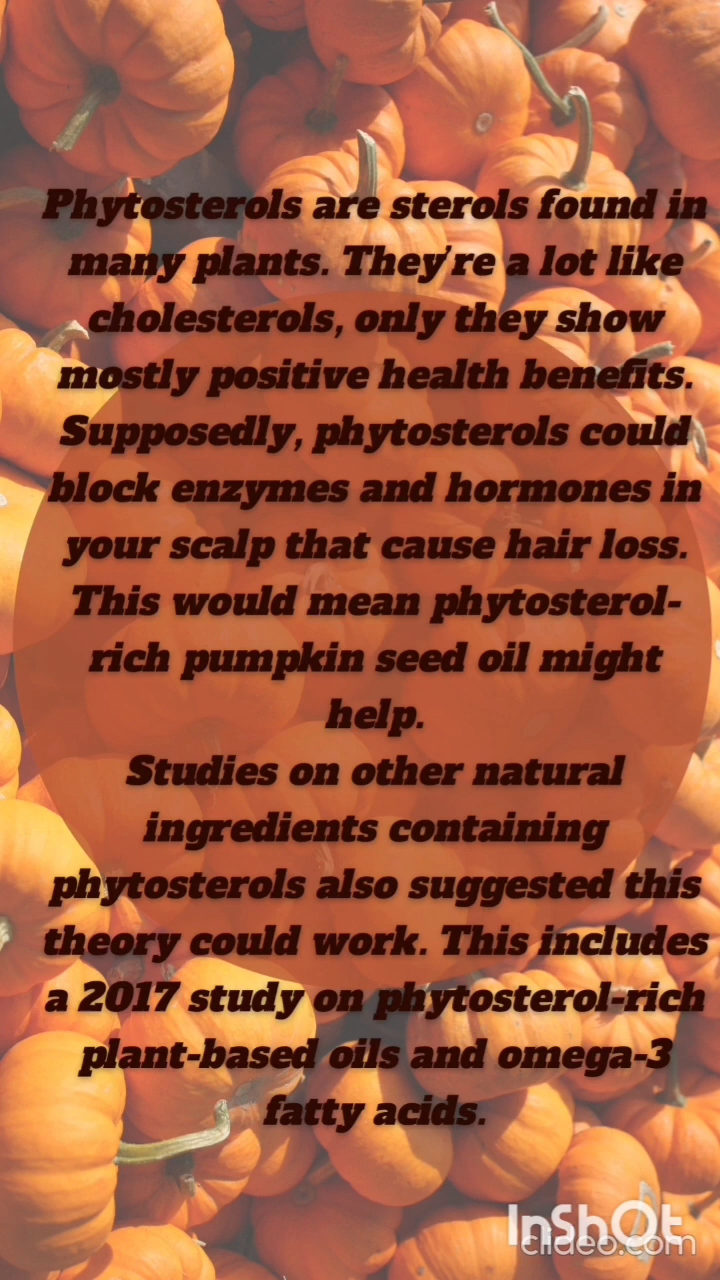 Phytosterols are sterols found in
many plants. They're a lot like
cholesterols, only they show
mostly positive health benefits.
Supposedly, phytosterols could
block enzymes and hormones in
your scalp that cause hair loss.
This would mean phytosterol-
rich pumpkin seed oil might
help.
Studies on other natural
ingredients containing
phytosterols also suggested this
theory could work. This includes
a 2017 study on phytosterol-rich
plant-based oils and omega-3
fatty acids.
InShOt
clideo.com